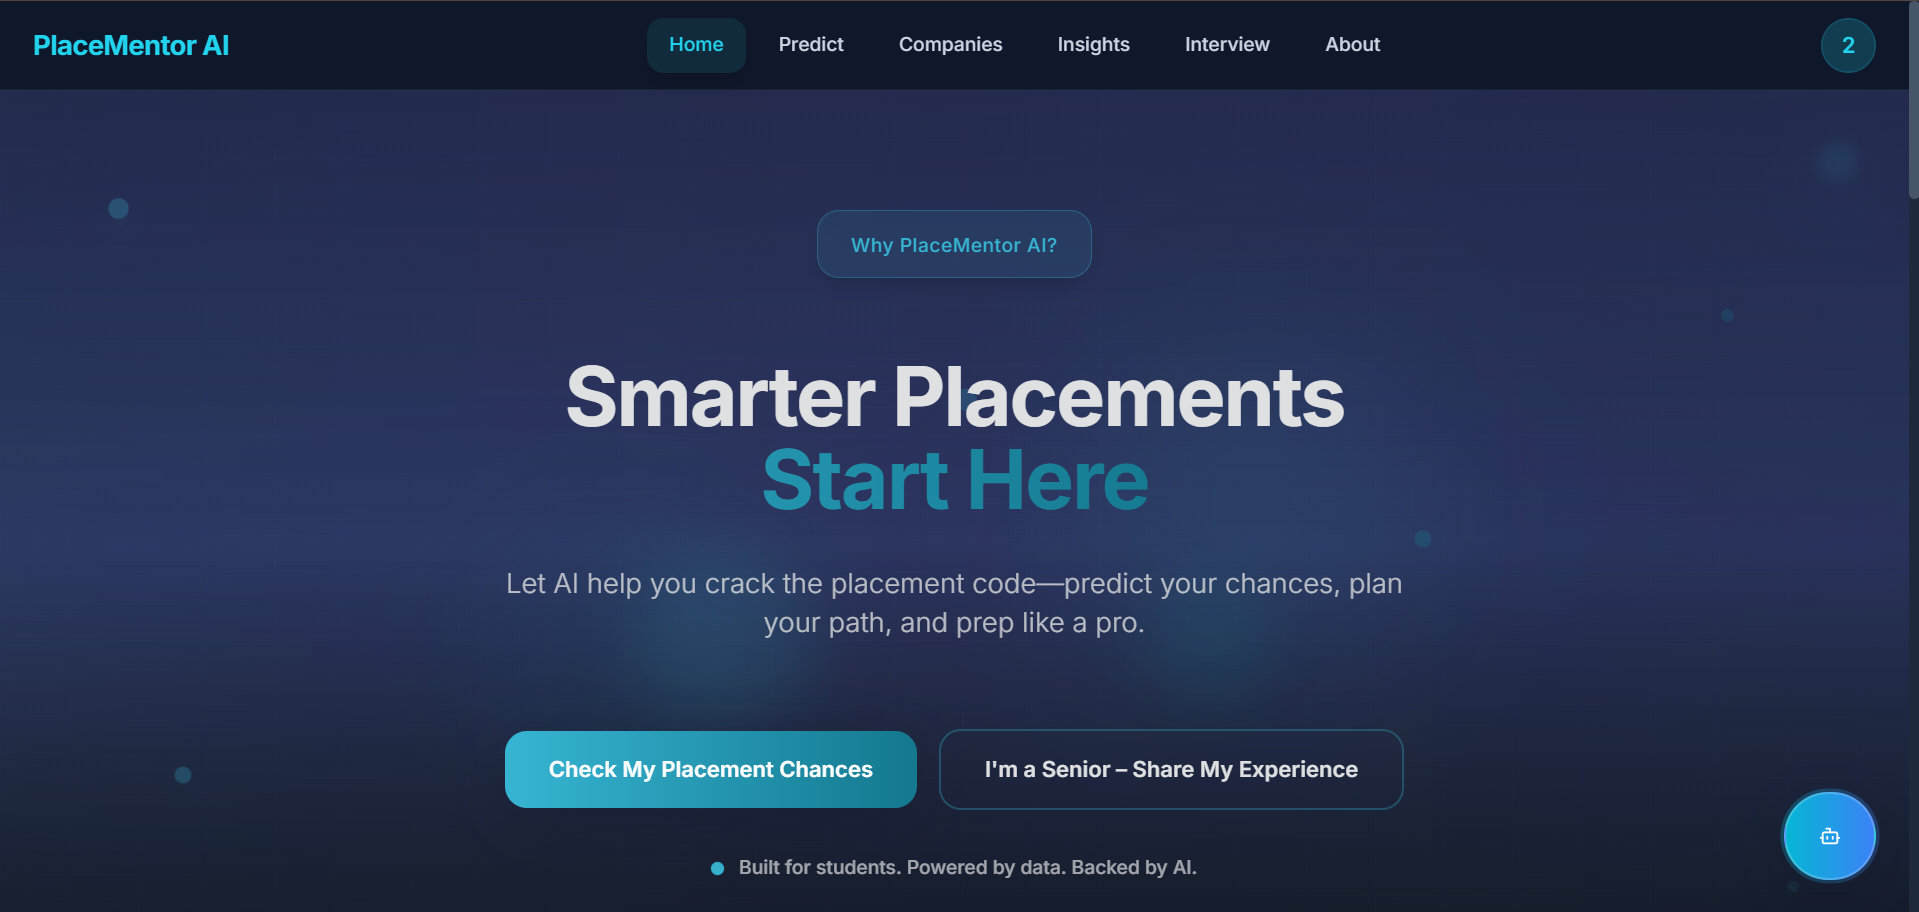 PlaceMentor AI
Home
Predict
Companies
Insights
Interview
About
2
Why PlaceMentor AI?
Smarter Placements
Start Here
Let AI help you crack the placement code—predict your chances, plan
your path, and prep like a pro.
Check My Placement Chances
I'm a Senior – Share My Experience
Built for students. Powered by data. Backed by AI.